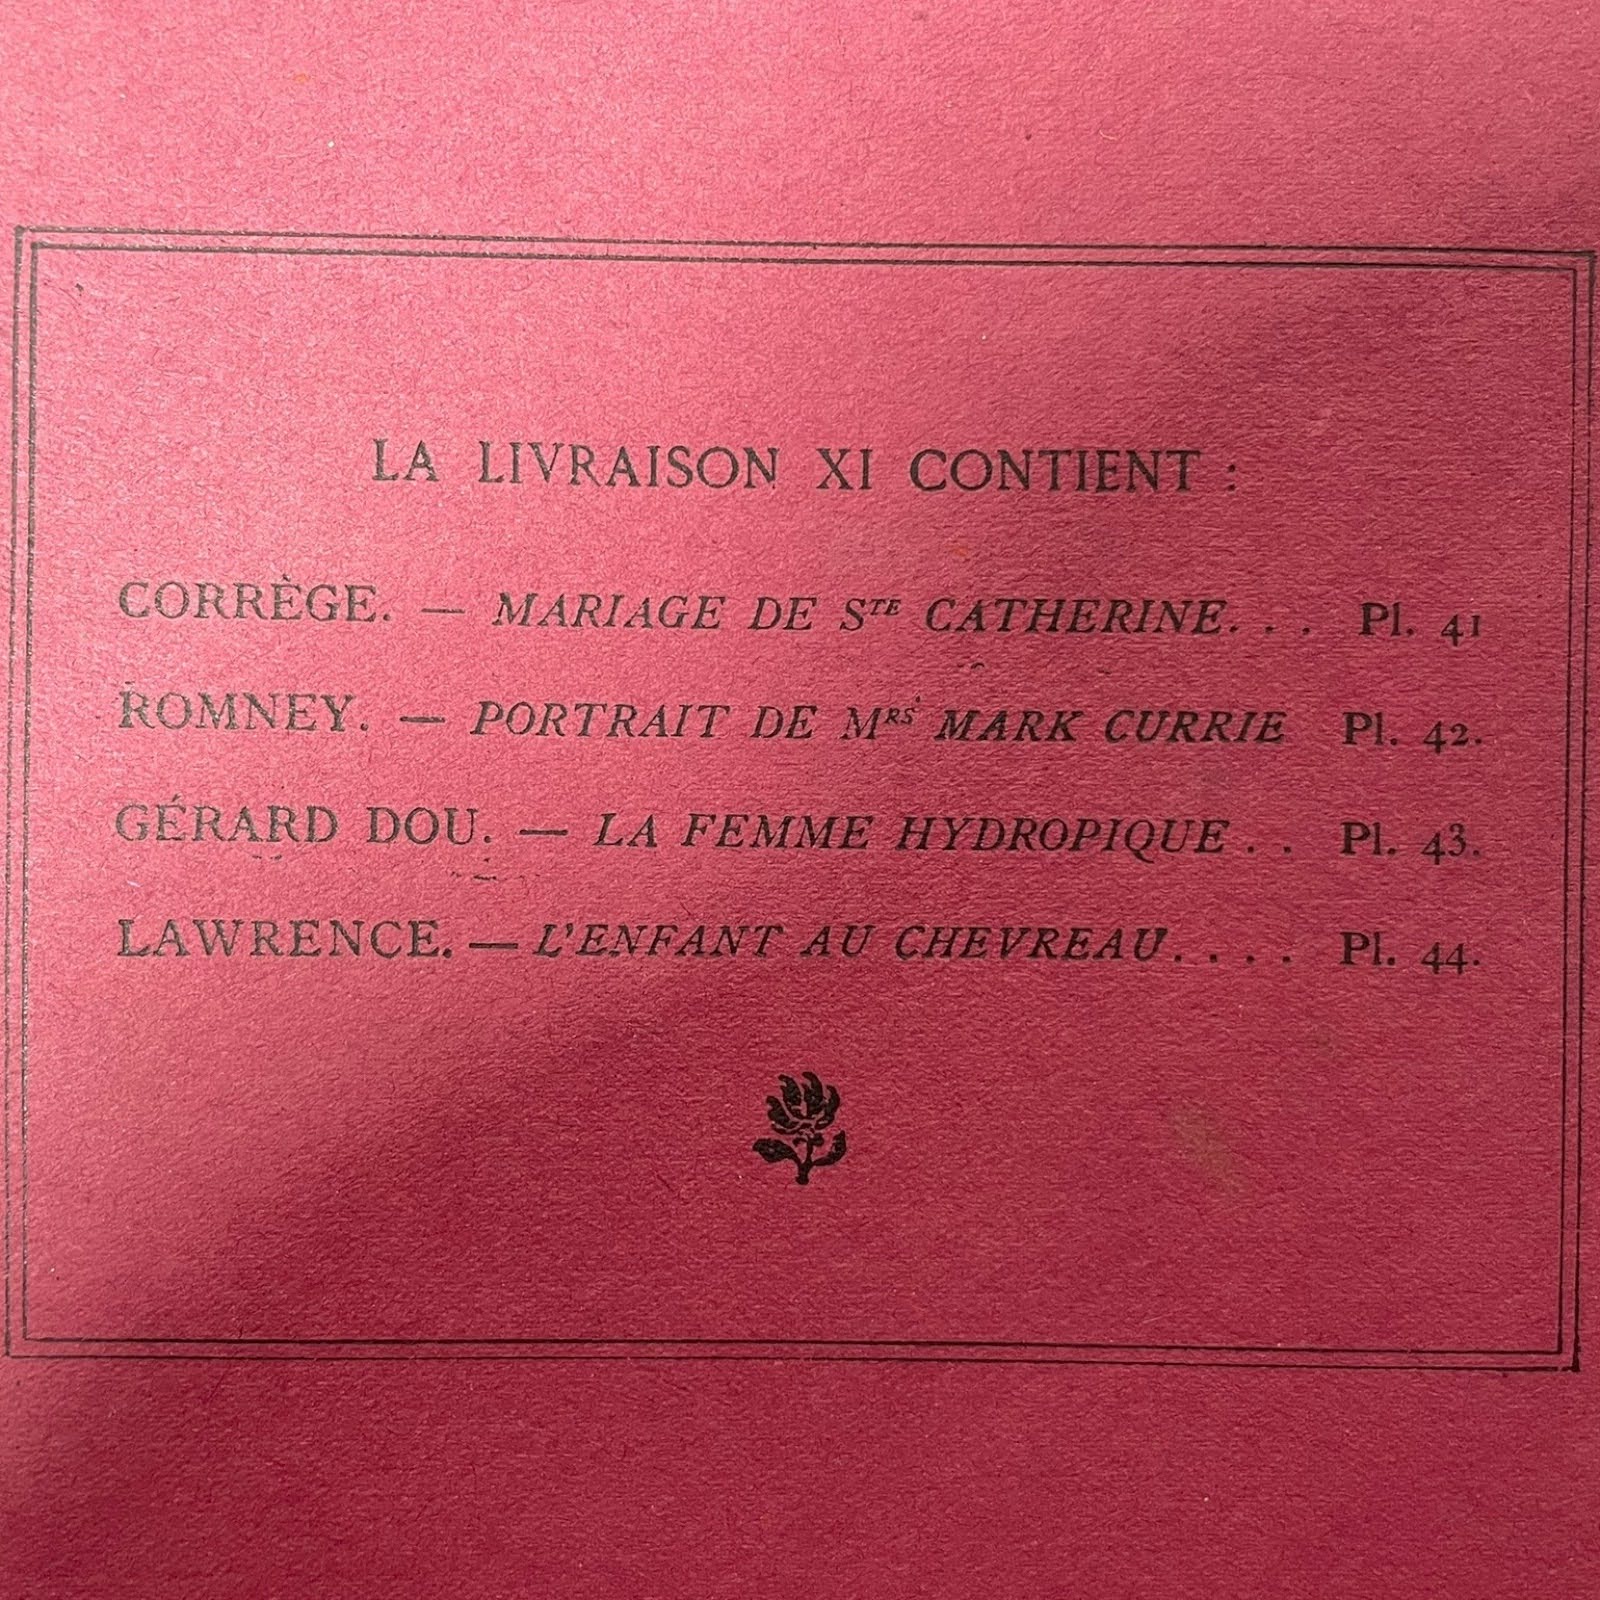 LA LIVRAISON XI CONTIENT :
CORRÈGE. — MARIAGE DE STE CATHERINE. . . Pl. 41
ROMNEY. — PORTRAIT DE MRS MARK CURRIE Pl. 42.
GÉRARD DOU. — LA FEMME HYDROPIQUE . . Pl. 43.
LAWRENCE. — L'ENFANT AU CHEVREAU. . . . Pl. 44.